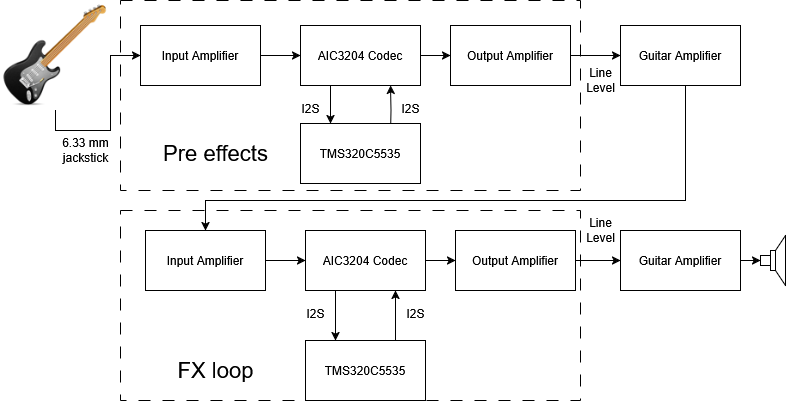 Input Amplifier
AIC3204 Codec
Output Amplifier
Guitar Amplifier
Line
Level
I2S
I2S
6.33 mm
jackstick
Pre effects
TMS320C5535
Line
Level
Input Amplifier
AIC3204 Codec
Output Amplifier
Guitar Amplifier
I2S
I2S
FX loop
TMS320C5535